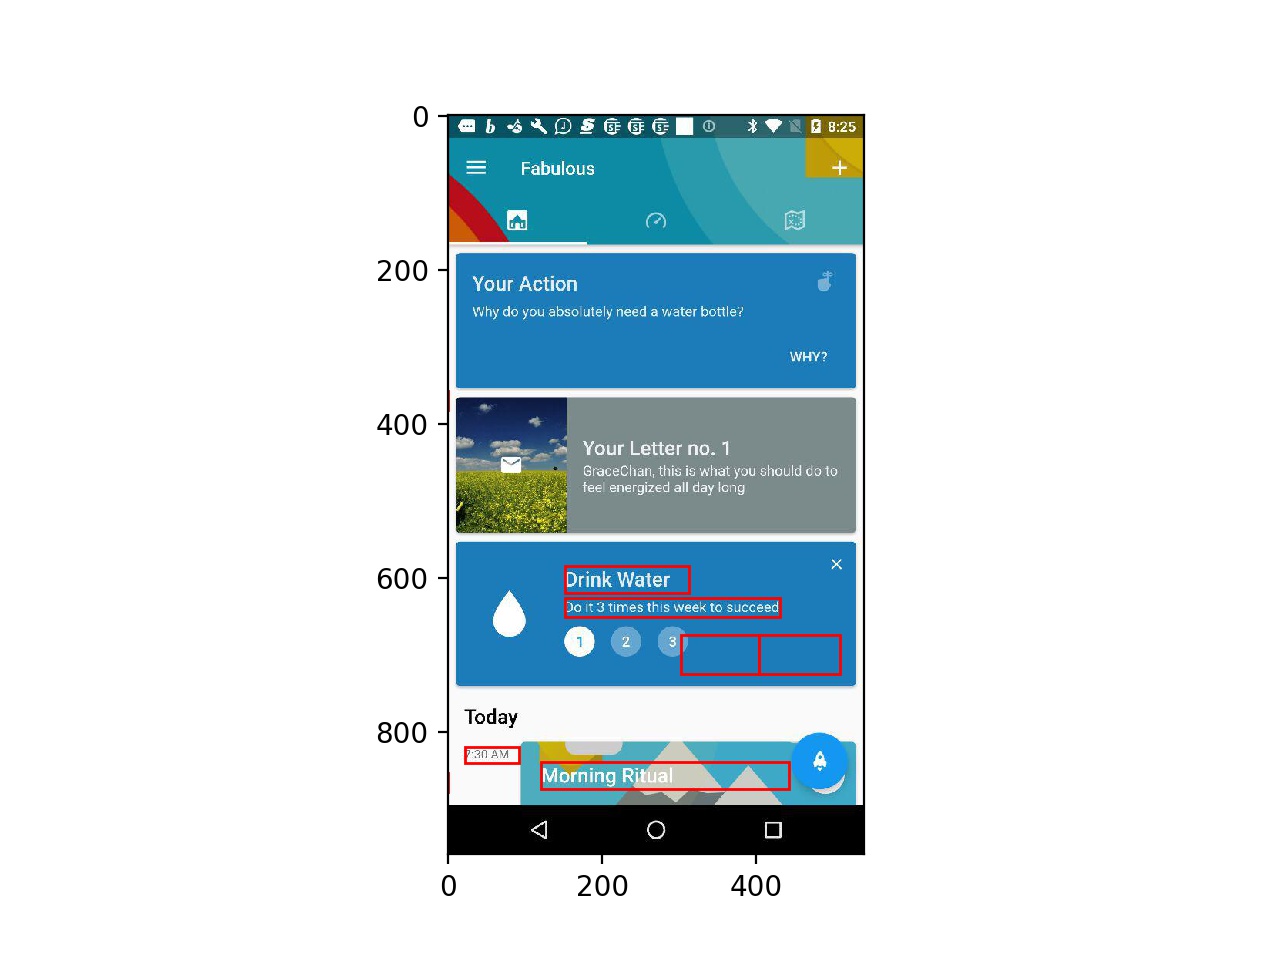 0
8:25
Fabulous
200
Your Action
Why do you absolutely need a water bottle?
WHY?
400
Your Letter no. 1
GraceChan, this is what you should do to
feel energized all day long
600
Drink Water
Do it 3 times this week to succeed
1 2 3
Today
800
7:30 AM
Morning Ritual
0 200 400